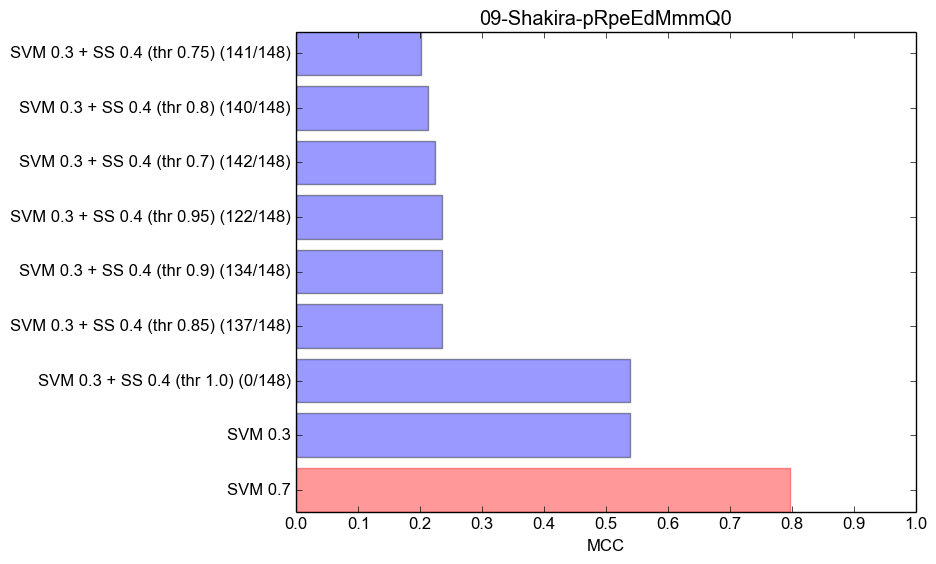 09-Shakira-pRpeEdMmmQ0
SVM 0.3 + SS 0.4 (thr 0.75) (141/148)
SVM 0.3 + SS 0.4 (thr 0.8) (140/148)
SVM 0.3 + SS 0.4 (thr 0.7) (142/148)
SVM 0.3 + SS 0.4 (thr 0.95) (122/148)
SVM 0.3 + SS 0.4 (thr 0.9) (134/148)
SVM 0.3 + SS 0.4 (thr 0.85) (137/148)
SVM 0.3 + SS 0.4 (thr 1.0) (0/148)
SVM 0.3
SVM 0.7
0.0 0.1 0.2 0.3 0.4 0.5 0.6 0.7 0.8 0.9 1.0
MCC